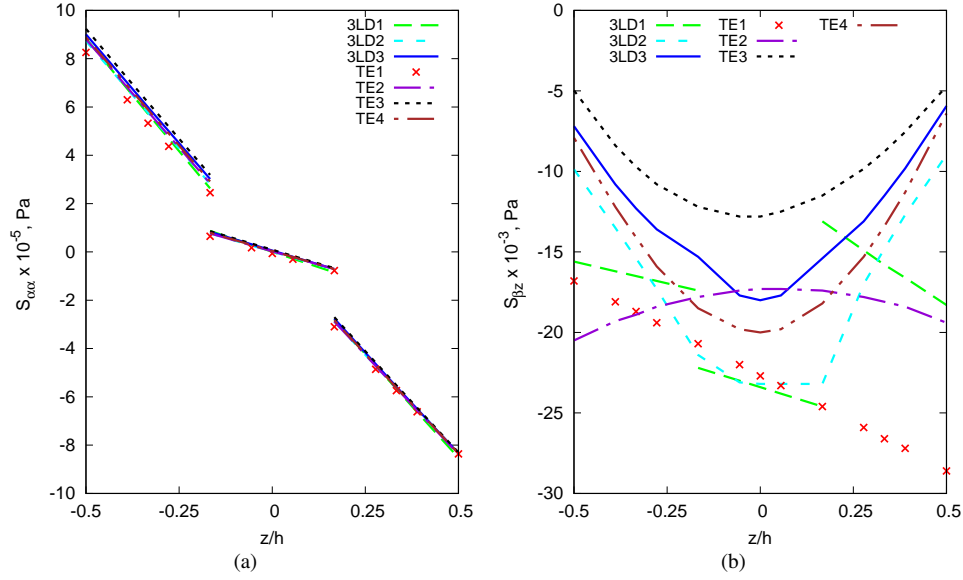 3LD1
3LD2
3LD3
TE1
TE2
TE3
TE4
10
8
6
4
2
0
-2
-4
-6
-8
-10
S_αα x 10^-5, Pa
-0.5
-0.25
0
0.25
0.5
z/h
(a)
3LD1 TE1 TE4
3LD2 TE2
3LD3 TE3
0
-5
-10
-15
-20
-25
-30
S_βz x 10^-3, Pa
-0.5
-0.25
0
0.25
0.5
z/h
(b)